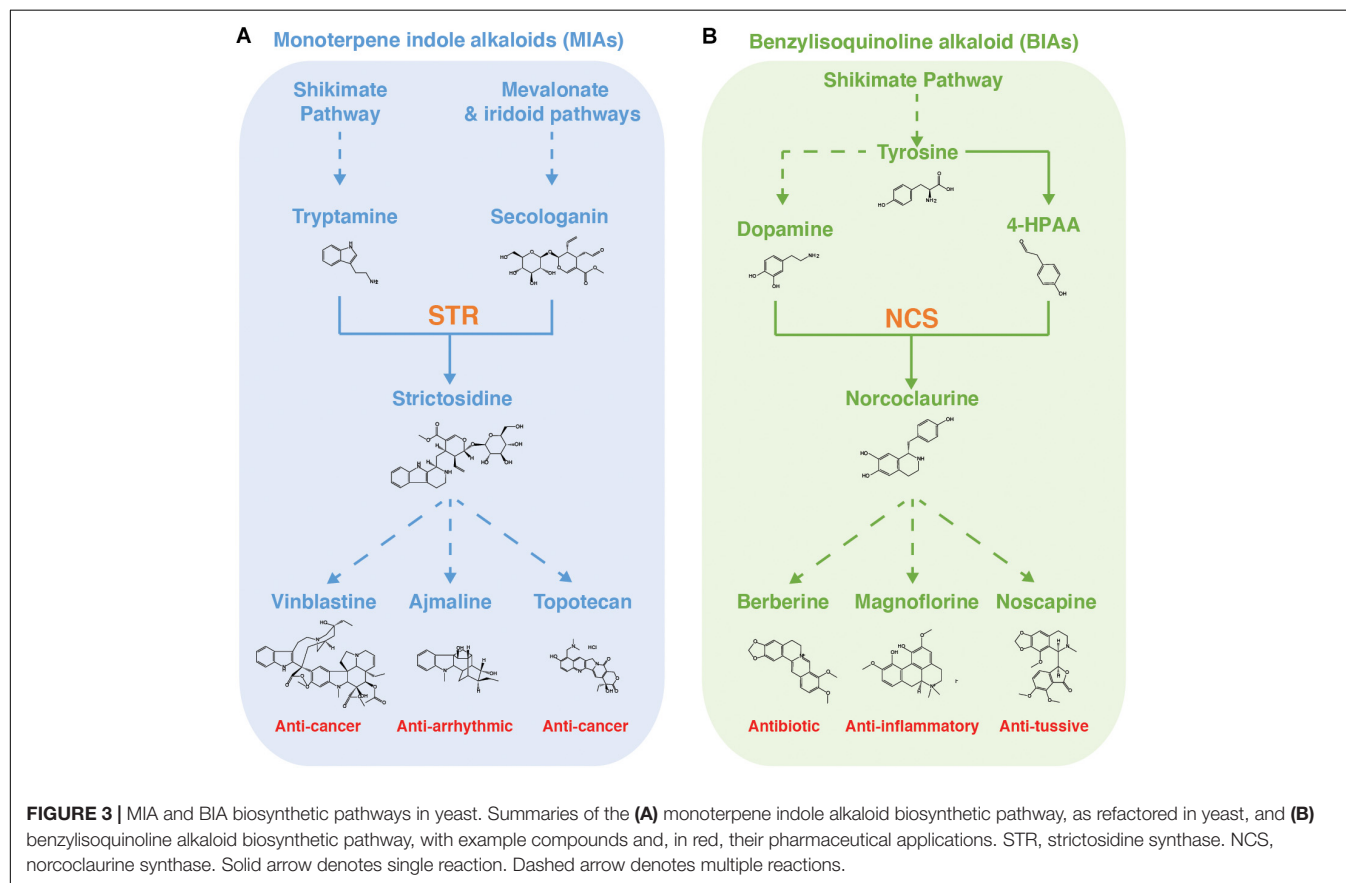 A Monoterpene indole alkaloids (MIAs)
Shikimate
Pathway
Mevalonate
& iridoid pathways
Tryptamine
Secologanin
STR
Strictosidine
Vinblastine
Ajmaline
Topotecan
HCl
Anti-cancer
Anti-arrhythmic
Anti-cancer
B Benzylisoquinoline alkaloid (BIAs)
Shikimate Pathway
Tyrosine
Dopamine
4-HPAA
NCS
Norcoclaurine
Berberine
Magnoflorine
Noscapine
Antibiotic
Anti-inflammatory
Anti-tussive
FIGURE 3 | MIA and BIA biosynthetic pathways in yeast. Summaries of the (A) monoterpene indole alkaloid biosynthetic pathway, as refactored in yeast, and (B)
benzylisoquinoline alkaloid biosynthetic pathway, with example compounds and, in red, their pharmaceutical applications. STR, strictosidine synthase. NCS,
norcoclaurine synthase. Solid arrow denotes single reaction. Dashed arrow denotes multiple reactions.